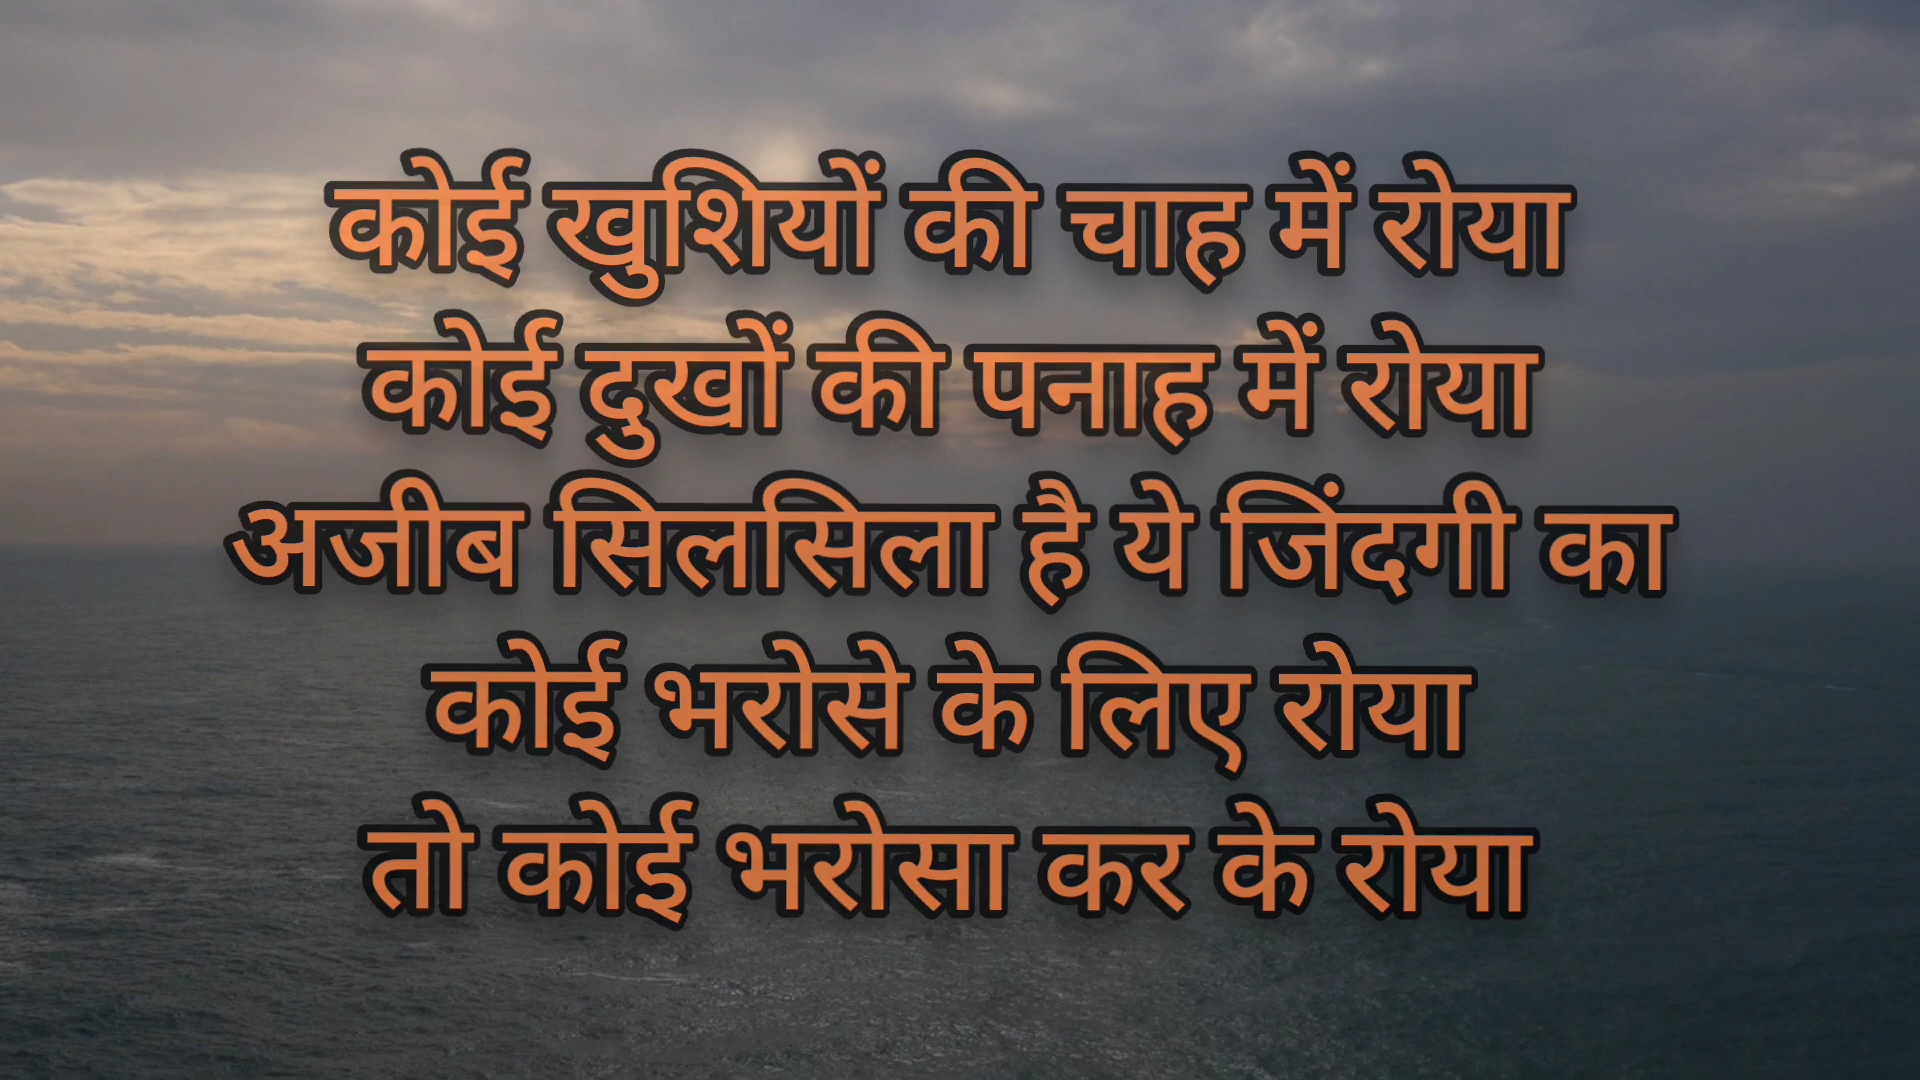 कोई खुशियों की चाह में रोया
कोई दुखों की पनाह में रोया
अजीब सिलसिला है ये जिंदगी का
कोई भरोसे के लिए रोया
तो कोई भरोसा कर के रोया